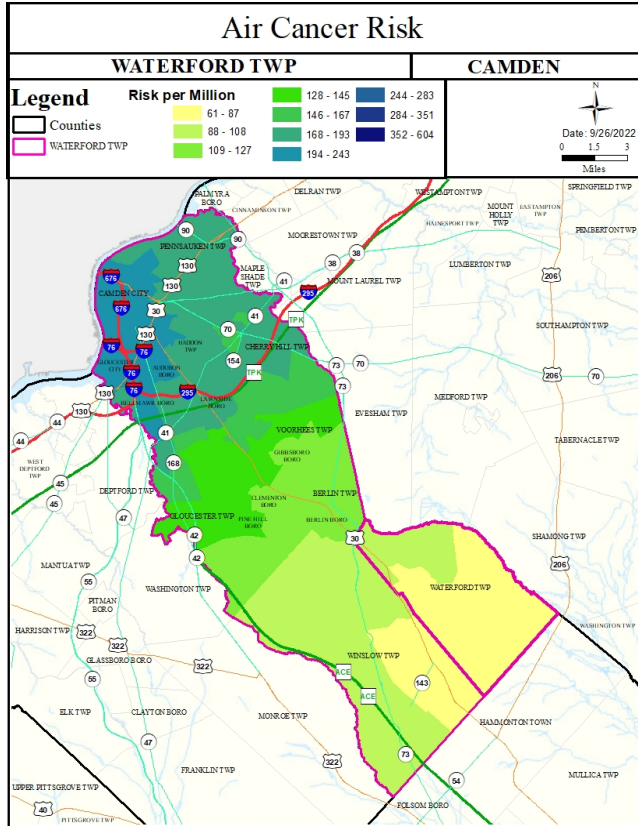 Air Cancer Risk
WATERFORD TWP
CAMDEN
Legend
Counties
WATERFORD TWP
Risk per Million
61 - 87
88 - 108
109 - 127
128 - 145
146 - 167
168 - 193
194 - 243
244 - 283
284 - 351
352 - 604
N
Date: 9/26/2022
0 1.5 3
Miles
PALMYRA
BORO
CINNAMINSON TWP
DELRAN TWP
WESTAMPTON TWP
SPRINGFIELD TWP
MOUNT
HOLLY
TWP
EASTAMPTON
TWP
HAINESPORT TWP
PEMBERTON TWP
90
PENNSAUKEN TWP
90
MOORESTOWN TWP
38
38
LUMBERTON TWP
130
MAPLE
SHADE
TWP
41
MOUNT LAUREL TWP
206
676
CAMDEN CITY
130
295
676
30
41
TPK
SOUTHAMPTON TWP
130
70
76
76
HADDON
TWP
CHERRY HILL TWP
GLOUCESTER
CITY
AUDUBON
BORO
154
73
70
76
TPK
73
206
70
130
76
295
BELLMAWR BORO
LAWNSIDE
BORO
EVESHAM TWP
MEDFORD TWP
130
44
44
41
VOORHEES TWP
TABERNACLE TWP
WEST
DEPTFORD
TWP
168
GIBBSBORO
BORO
45
45
DEPTFORD TWP
BERLIN TWP
CLEMENTON
BORO
47
GLOUCESTER TWP
PINE HILL
BORO
BERLIN BORO
42
30
SHAMONG TWP
42
206
MANTUA TWP
55
WASHINGTON TWP
WATERFORD TWP
PITMAN
BORO
WASHINGTON TWP
HARRISON TWP
322
322
GLASSBORO BORO
322
WINSLOW TWP
55
ACE
143
ACE
ELK TWP
CLAYTON BORO
MONROE TWP
HAMMONTON TOWN
47
322
73
54
FRANKLIN TWP
MULLICA TWP
UPPER PITTSGROVE TWP
40
FOLSOM BORO
PITTSGROVE TWP